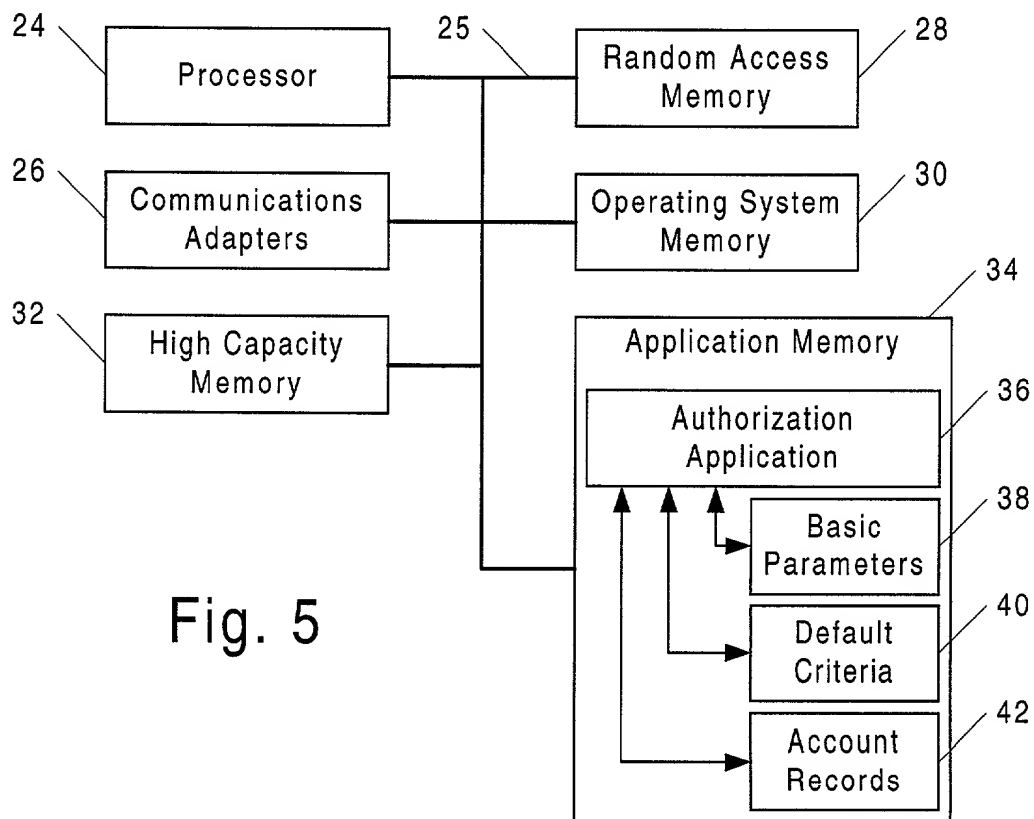 24
Processor
25
Random Access
Memory
28
26
Communications
Adapters
Operating System
Memory
30
32
High Capacity
Memory
34
Application Memory
Authorization
Application
36
Basic
Parameters
38
Default
Criteria
40
Account
Records
42
Fig. 5